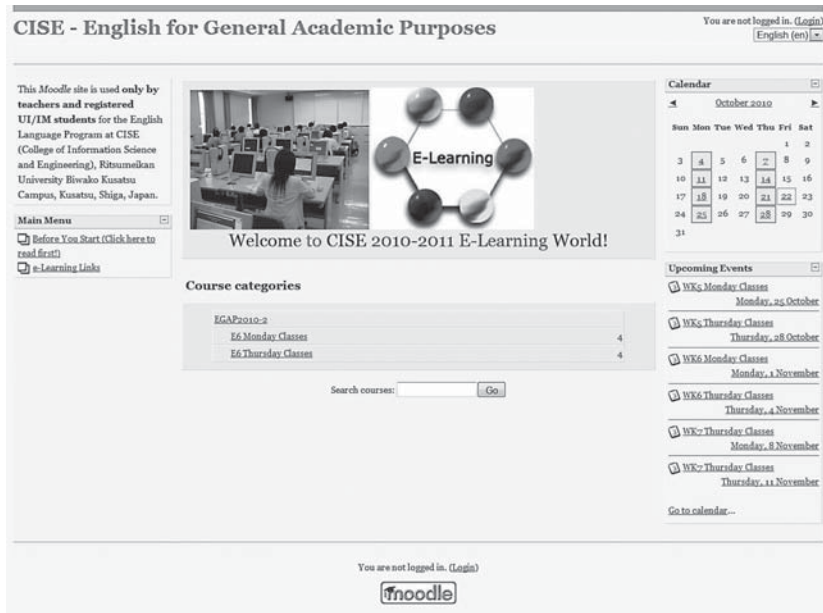 CISE - English for General Academic Purposes
You are not logged in. (Login)
English (en)
This Moodle site is used only by
teachers and registered
UI/IM students for the English
Language Program at CISE
(College of Information Science
and Engineering), Ritsumeikan
University Biwako Kusatsu
Campus, Kusatsu, Shiga, Japan.
Main Menu
Before You Start (Click here to
read first!)
e-Learning Links
E-Learning
Welcome to CISE 2010-2011 E-Learning World!
Course categories
EGAP2010-2
E6 Monday Classes 4
E6 Thursday Classes 4
Search courses: Go
Calendar
◄ October 2010 ►
Sun Mon Tue Wed Thu Fri Sat
1 2
3 4 5 6 7 8 9
10 11 12 13 14 15 16
17 18 19 20 21 22 23
24 25 26 27 28 29 30
31
Upcoming Events
WK5 Monday Classes
Monday, 25 October
WK5 Thursday Classes
Thursday, 28 October
WK6 Monday Classes
Monday, 1 November
WK6 Thursday Classes
Thursday, 4 November
WK7 Thursday Classes
Monday, 8 November
WK7 Thursday Classes
Thursday, 11 November
Go to calendar...
You are not logged in. (Login)
moodle